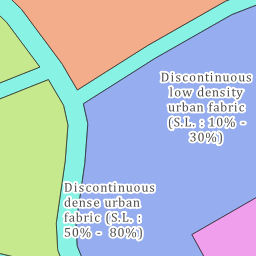 Discontinuous
low density
urban fabric
(S.L. : 10% -
30%)
Discontinuous
dense urban
fabric (S.L. :
50% -  80%)